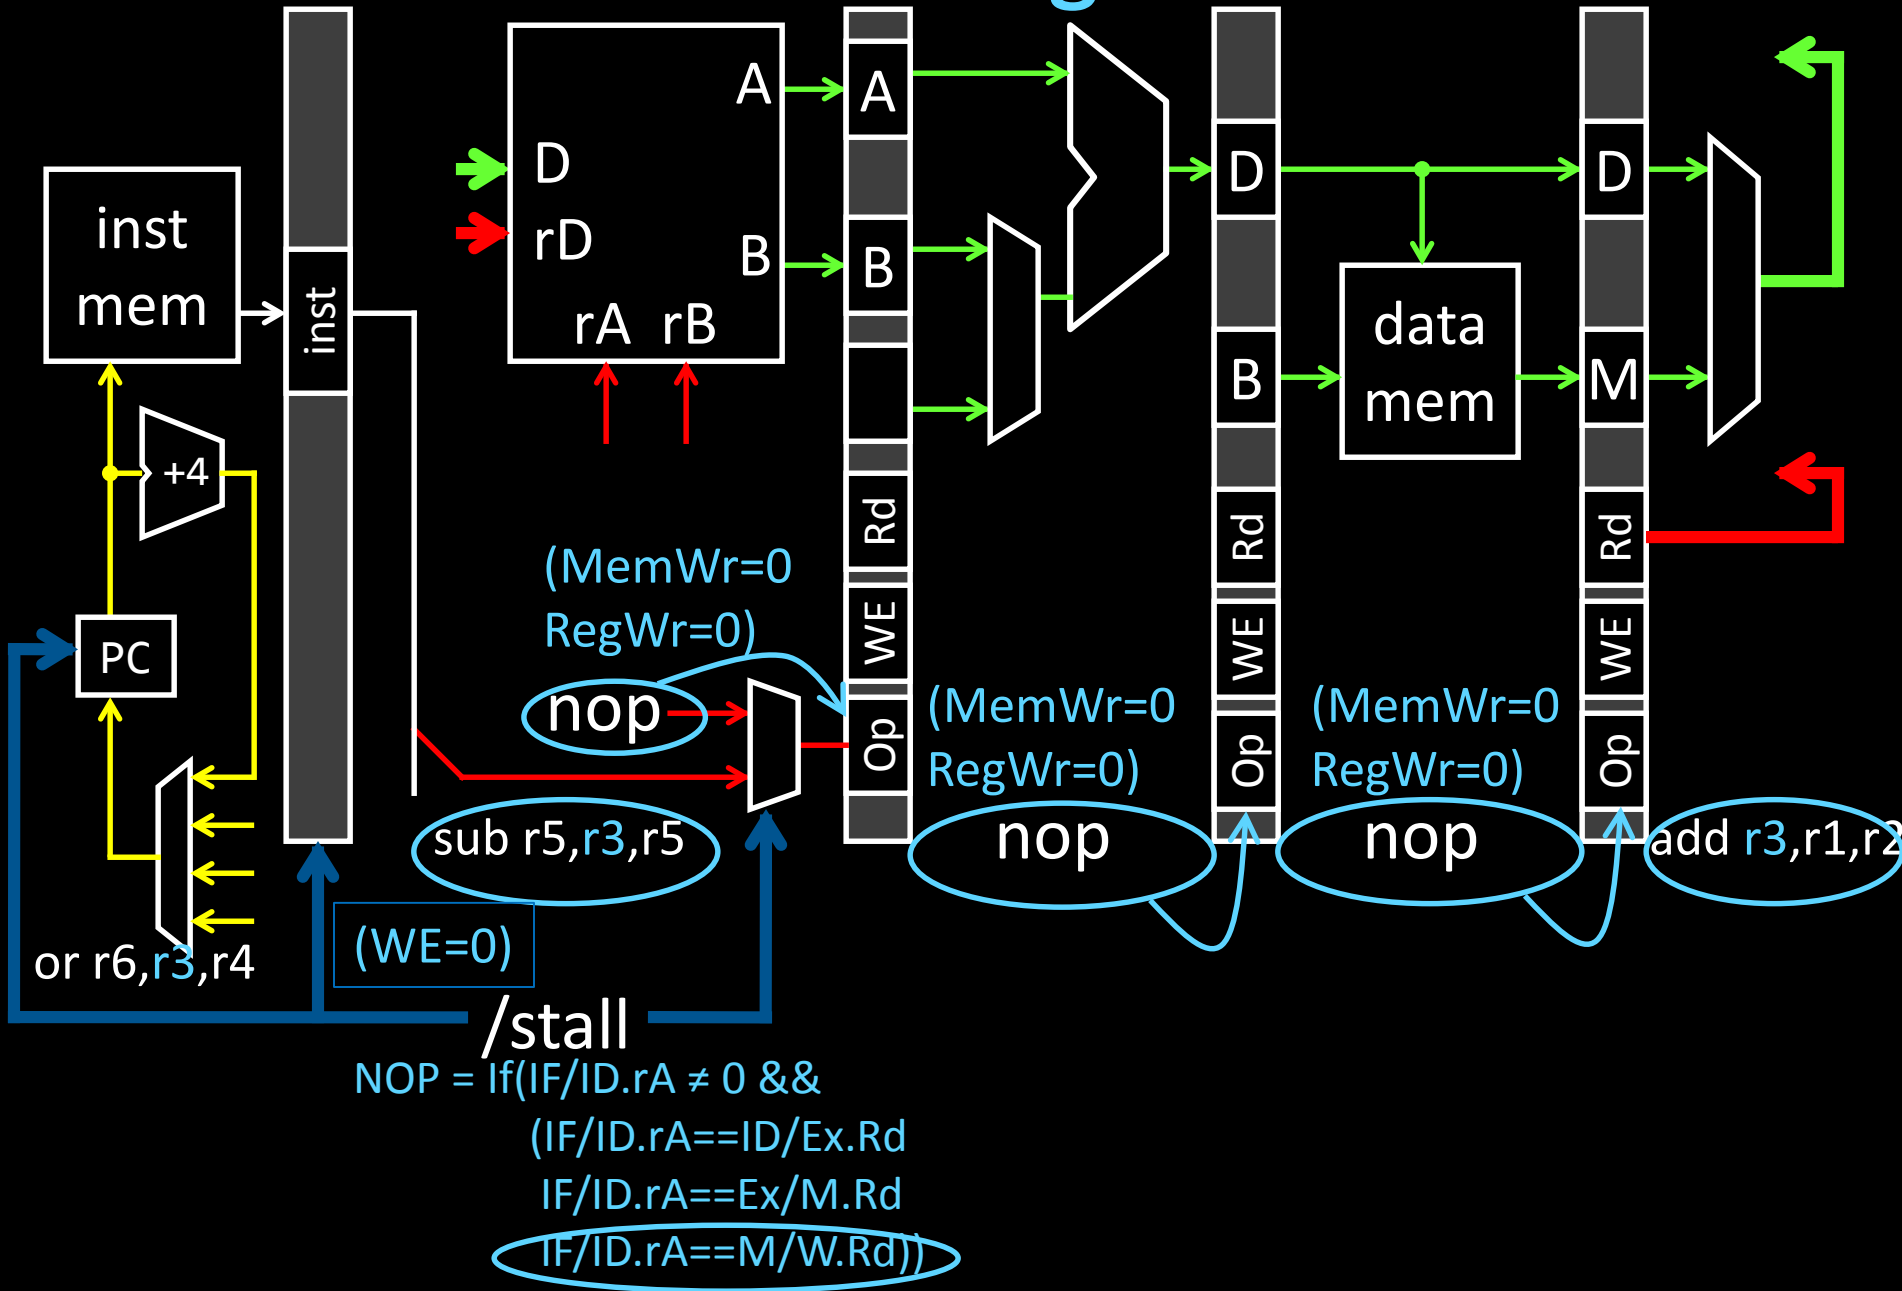 g
inst
mem
+4
PC
or r6,r3,r4
inst
D
rD
A
B
rA rB
(MemWr=0
RegWr=0)
nop
sub r5,r3,r5
(WE=0)
/stall
NOP = If(IF/ID.rA ≠ 0 &&
(IF/ID.rA==ID/Ex.Rd
IF/ID.rA==Ex/M.Rd
IF/ID.rA==M/W.Rd))
A
B
Rd
WE
Op
(MemWr=0
RegWr=0)
nop
D
B
Rd
WE
Op
data
mem
(MemWr=0
RegWr=0)
nop
D
M
Rd
WE
Op
add r3,r1,r2